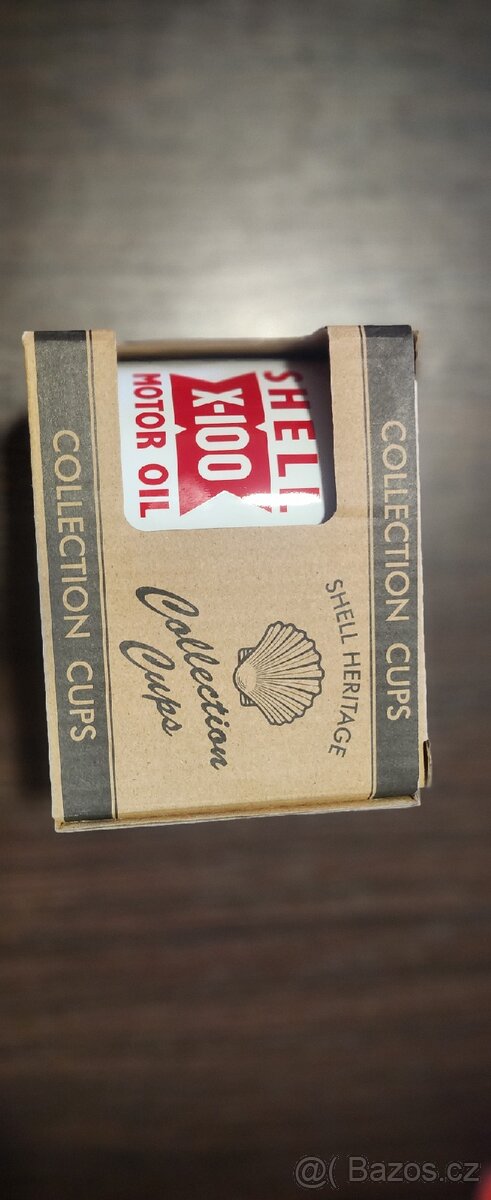 COLLECTION CUPS
SHELL HERITAGE
Collection
Cups
SHELL
X-100
MOTOR OIL
COLLECTION CUPS
@( Bazos.cz